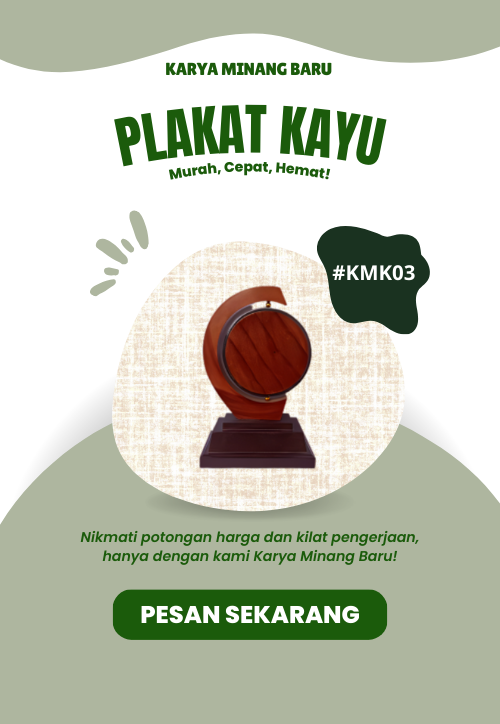 KARYA MINANG BARU
PLAKAT KAYU
Murah, Cepat, Hemat!
#KMK03
Nikmati potongan harga dan kilat pengerjaan,
hanya dengan kami Karya Minang Baru!
PESAN SEKARANG